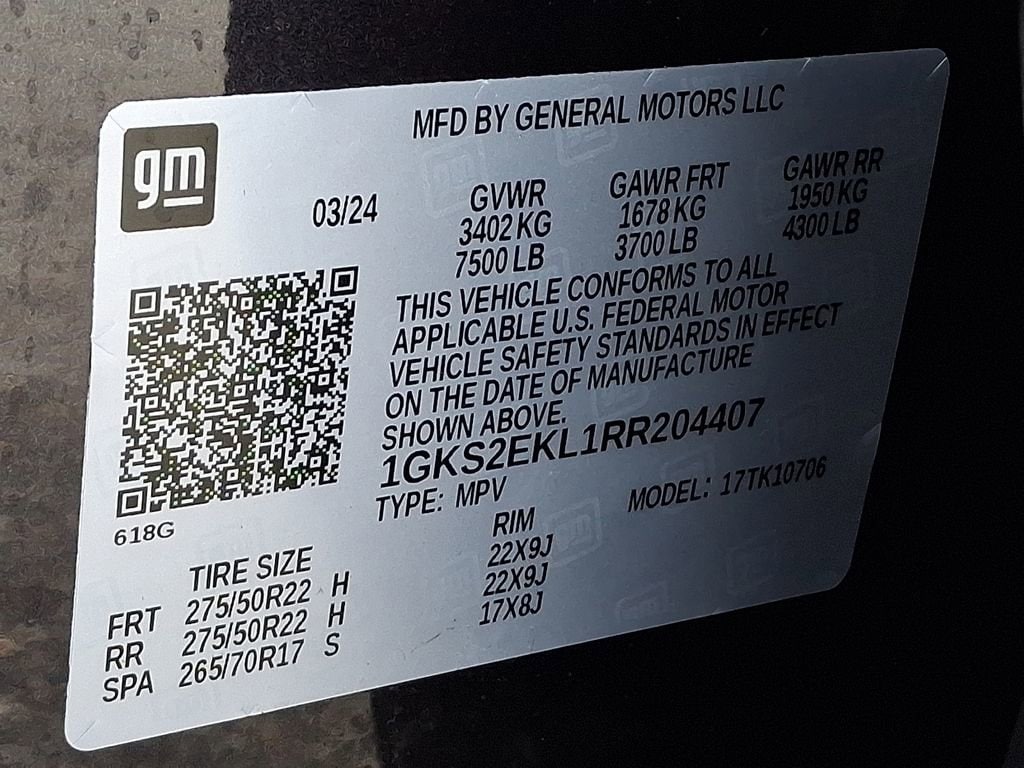 gm
MFD BY GENERAL MOTORS LLC
03/24 GVWR GAWR FRT GAWR RR
3402 KG 1678 KG 1950 KG
7500 LB 3700 LB 4300 LB
THIS VEHICLE CONFORMS TO ALL
APPLICABLE U.S. FEDERAL MOTOR
VEHICLE SAFETY STANDARDS IN EFFECT
ON THE DATE OF MANUFACTURE
SHOWN ABOVE.
1GKS2EKL1RR204407
TYPE: MPV MODEL: 17TK10706
618G
TIRE SIZE RIM
FRT 275/50R22 H 22X9J
RR 275/50R22 H 22X9J
SPA 265/70R17 S 17X8J